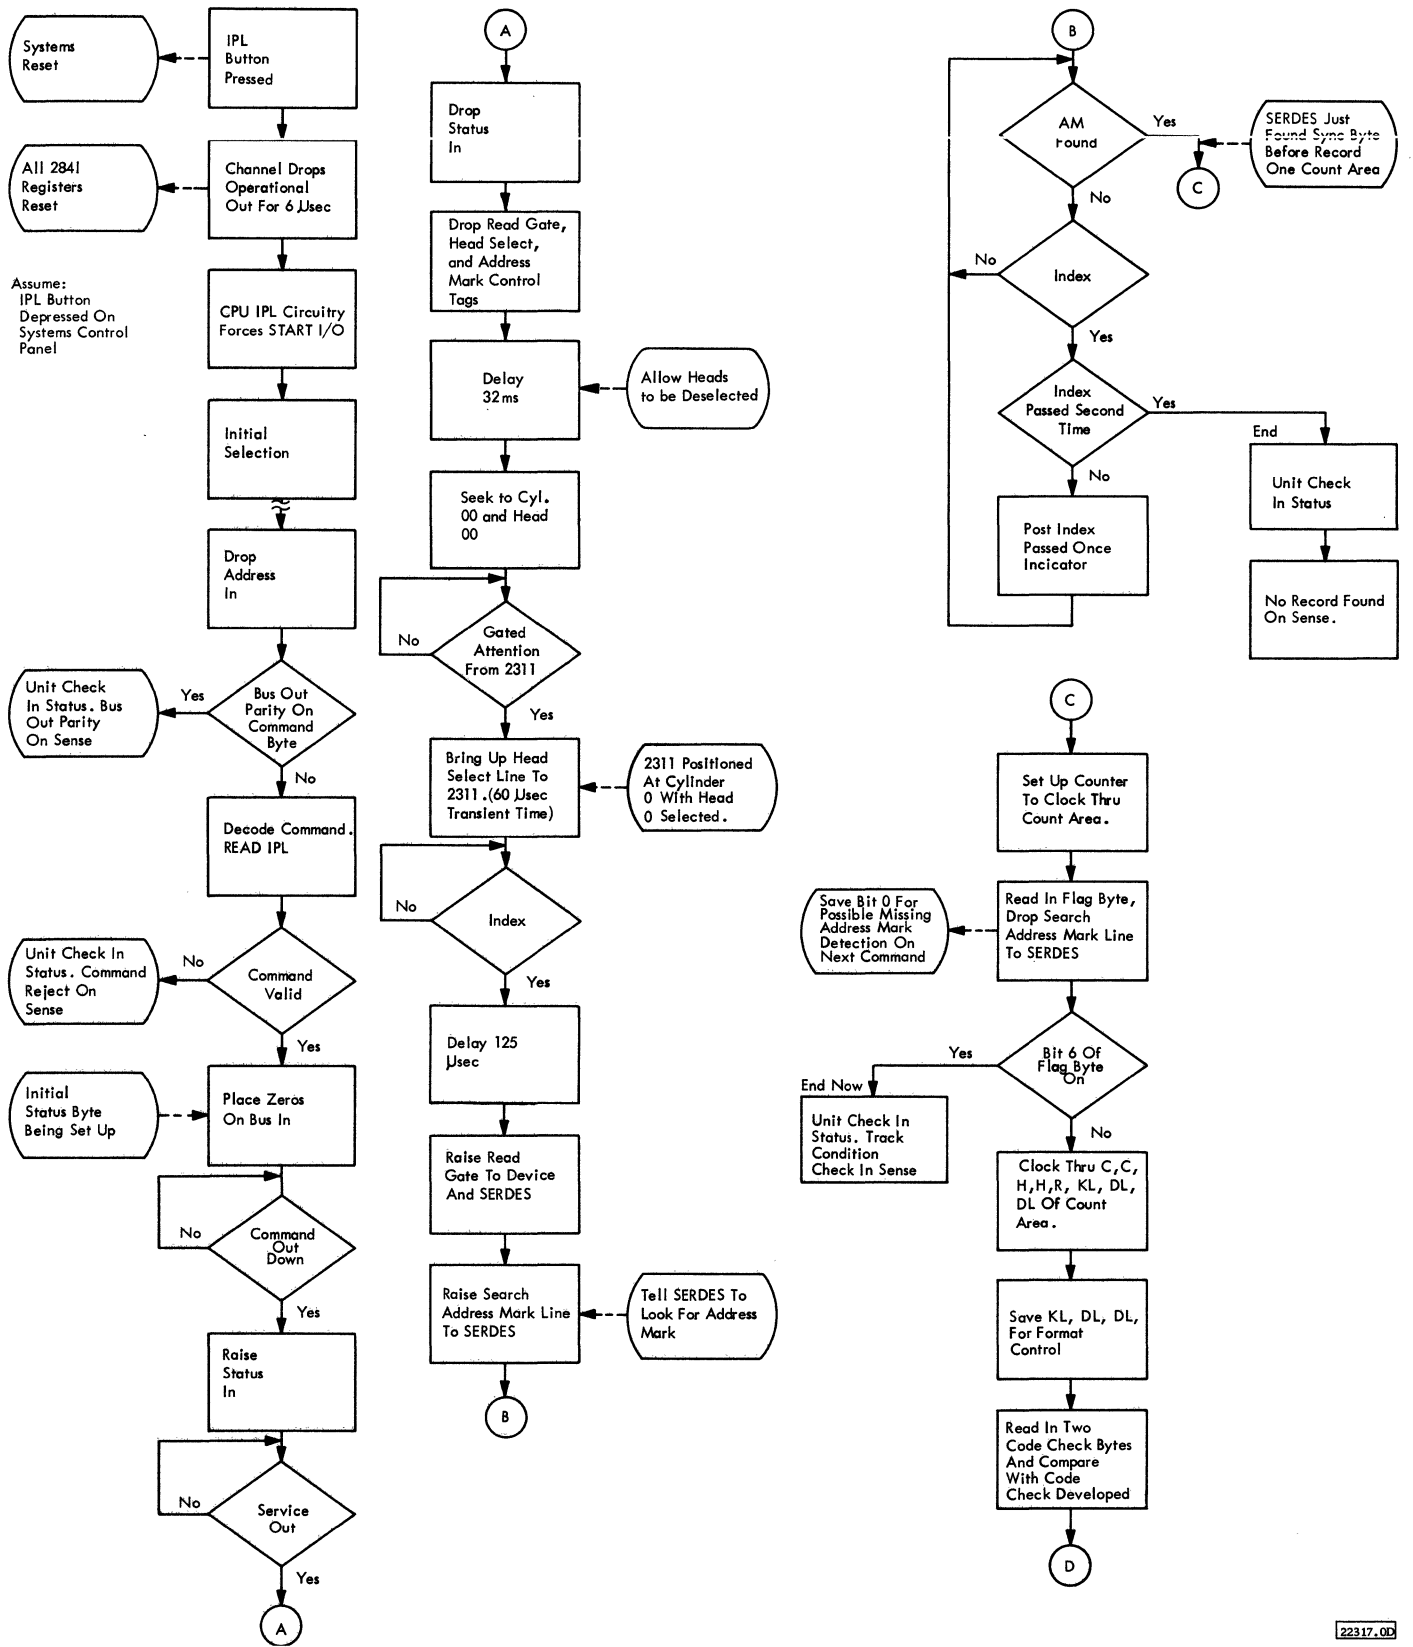 Systems
Reset
IPL
Button
Pressed
All 2841
Registers
Reset
Channel Drops
Operational
Out For 6 μsec
Assume:
IPL Button
Depressed On
Systems Control
Panel
CPU IPL Circuitry
Forces START I/O
Initial
Selection
Drop
Address
In
Unit Check
In Status. Bus
Out Parity
On Sense
Yes
Bus Out
Parity On
Command
Byte
No
Decode Command.
READ IPL
Unit Check In
Status. Command
Reject On
Sense
No
Command
Valid
Yes
Initial
Status Byte
Being Set Up
Place Zeros
On Bus In
No
Command
Out
Down
Yes
Raise
Status
In
No
Service
Out
Yes
A
A
Drop
Status
In
Drop Read Gate,
Head Select,
and Address
Mark Control
Tags
Delay
32 ms
Allow Heads
to be Deselected
Seek to Cyl.
00 and Head
00
No
Gated
Attention
From 2311
Yes
Bring Up Head
Select Line To
2311.(60 μsec
Transient Time)
2311 Positioned
At Cylinder
0 With Head
0 Selected.
No
Index
Yes
Delay 125
μsec
Raise Read
Gate To Device
And SERDES
Raise Search
Address Mark Line
To SERDES
Tell SERDES To
Look For Address
Mark
B
B
AM
Found
Yes
SERDES Just
Found Sync Byte
Before Record
One Count Area
C
No
No
Index
Yes
Index
Passed Second
Time
Yes
End
Unit Check
In Status
No
Post Index
Passed Once
Incicator
No Record Found
On Sense.
C
Set Up Counter
To Clock Thru
Count Area.
Save Bit 0 For
Possible Missing
Address Mark
Detection On
Next Command
Read In Flag Byte,
Drop Search
Address Mark Line
To SERDES
Yes
Bit 6 Of
Flag Byte
On
End Now
Unit Check In
Status. Track
Condition
Check In Sense
No
Clock Thru C,C,
H,H,R, KL, DL,
DL Of Count
Area.
Save KL, DL, DL,
For Format
Control
Read In Two
Code Check Bytes
And Compare
With Code
Check Developed
D
22317.0D